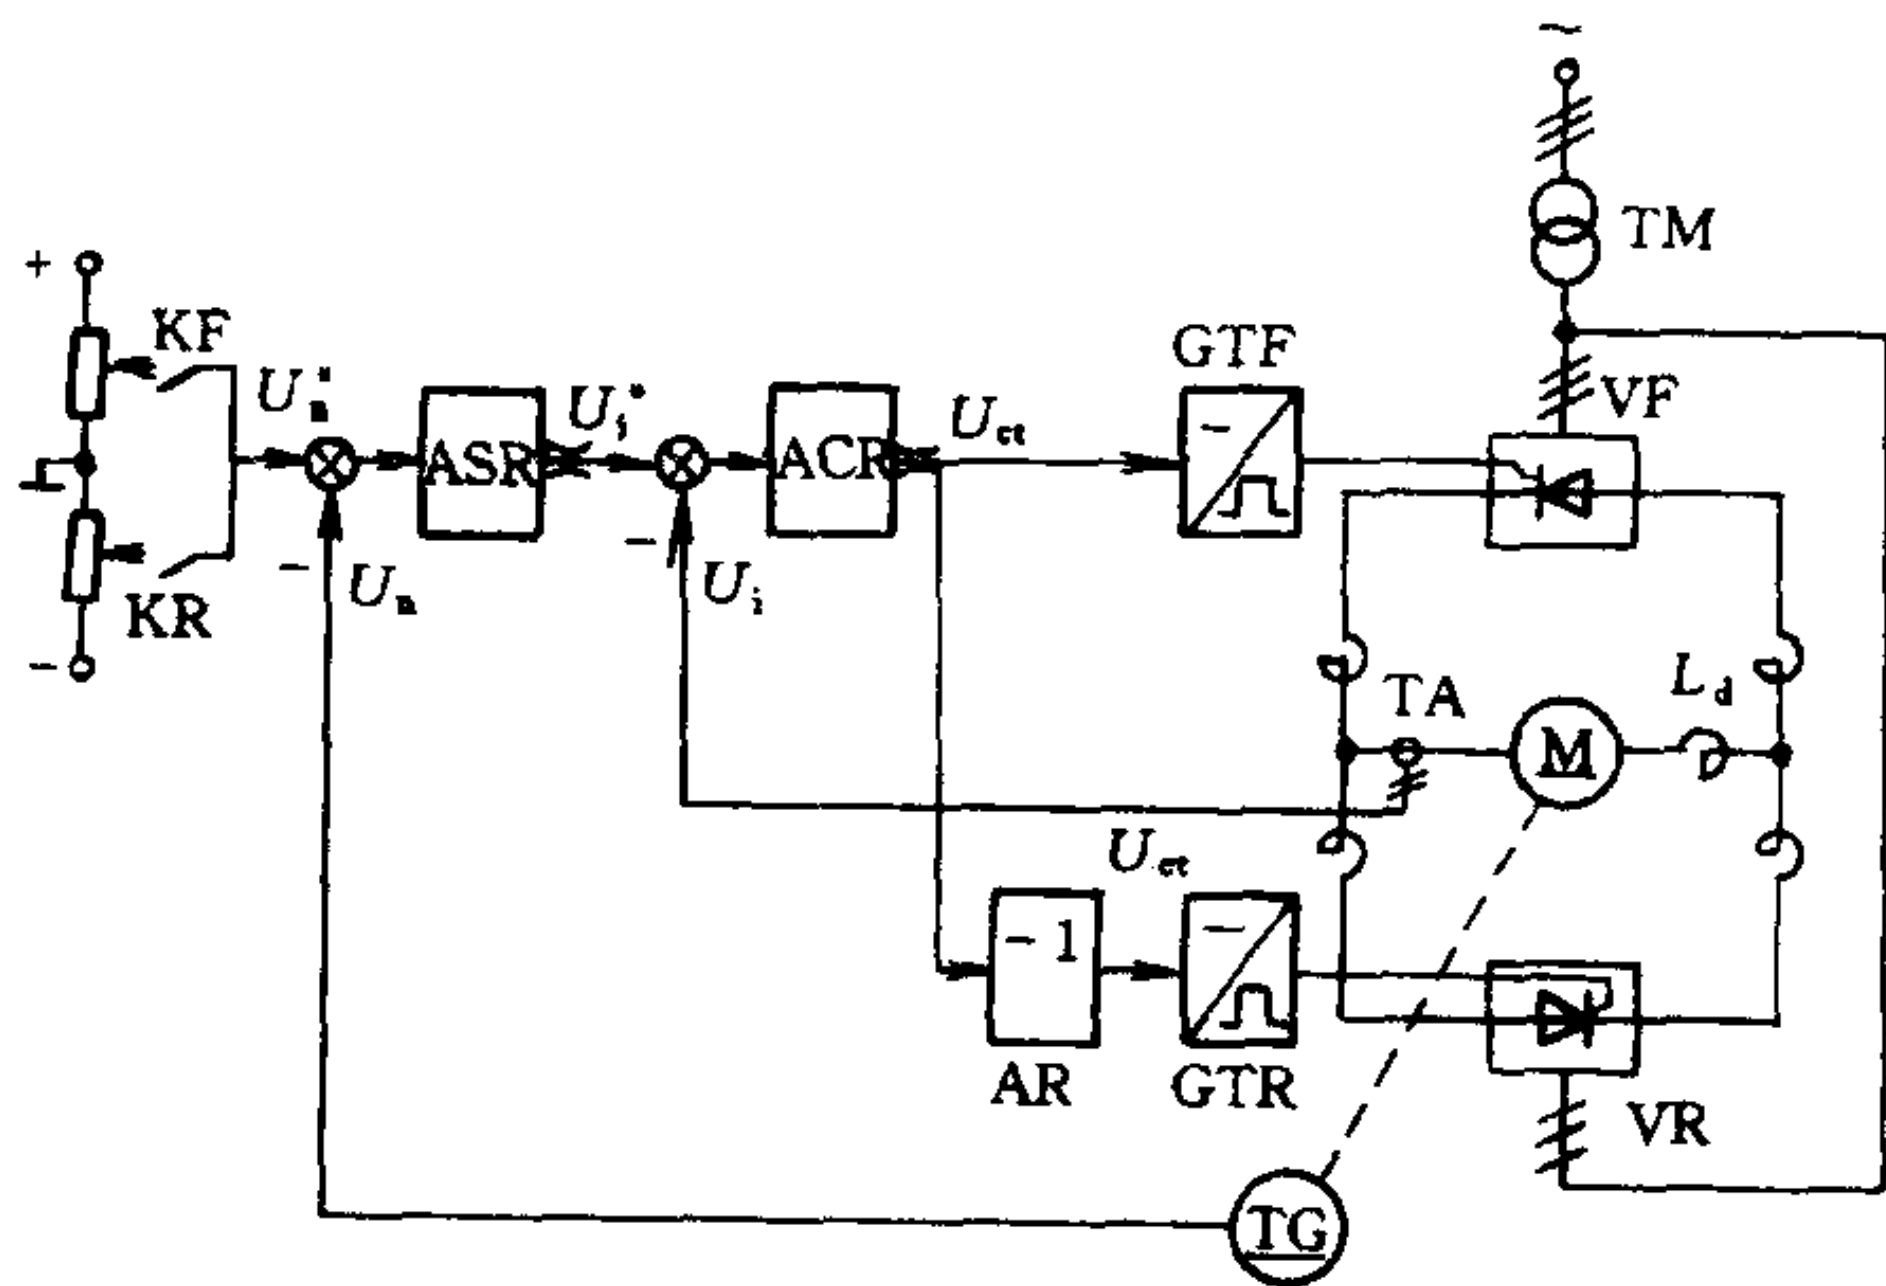 ~
TM
+
KF
GTF
VF
U*n
ASR
U*i
ACR
Uct
-
-
Un
-
Ui
KR
-
TA
Ld
M
Uct
-1
-
AR
GTR
VR
TG